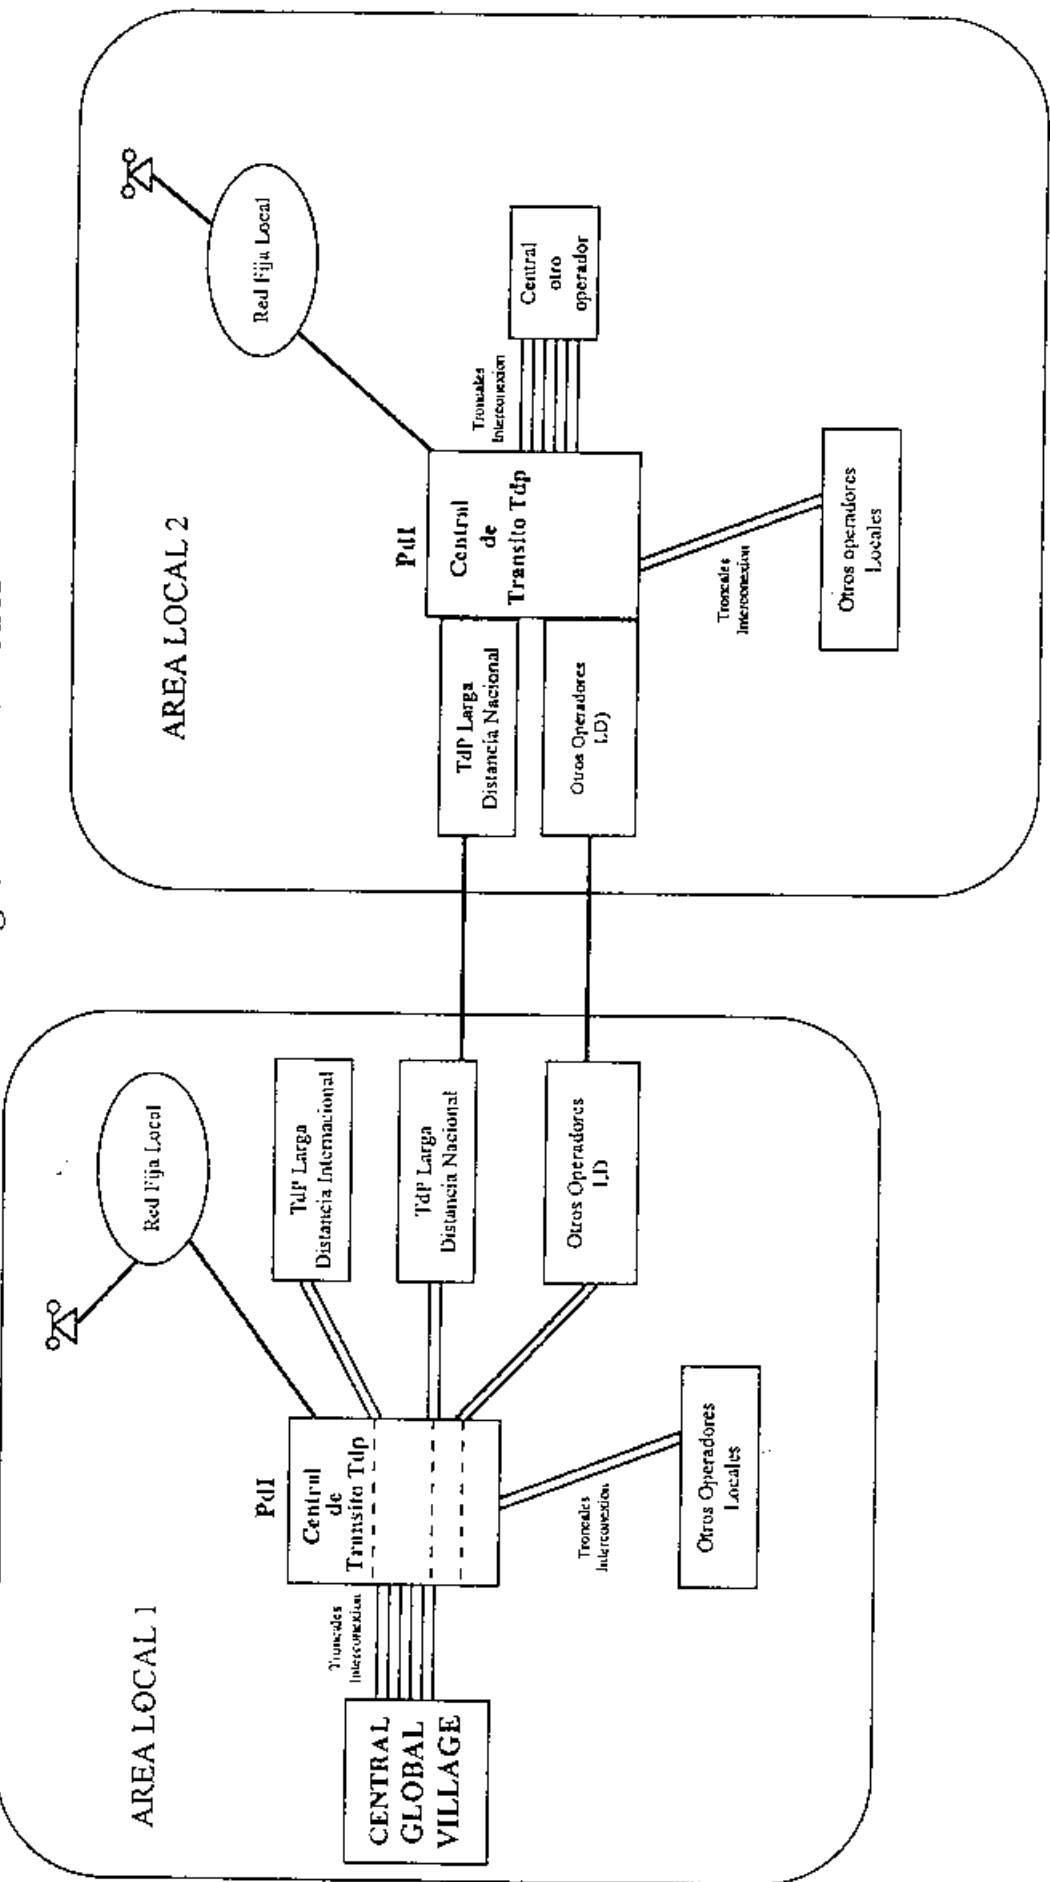 AREA LOCAL 1
CENTRAL
GLOBAL
VILLAGE
Troncales
Interconexion
PdI
Central
de
Transito Tdp
Red Fija Local
TdP Larga
Distancia Internacional
TdP Larga
Distancia Nacional
Otros Operadores
LD
Troncales
Interconexion
Otros Operadores
Locales
AREA LOCAL 2
TdP Larga
Distancia Nacional
Otros Operadores
LD)
PdI
Central
de
Transito Tdp
Red Fija Local
Troncales
Interconexion
Central
otro
operador
Troncales
Interconexion
Otros operadores
Locales